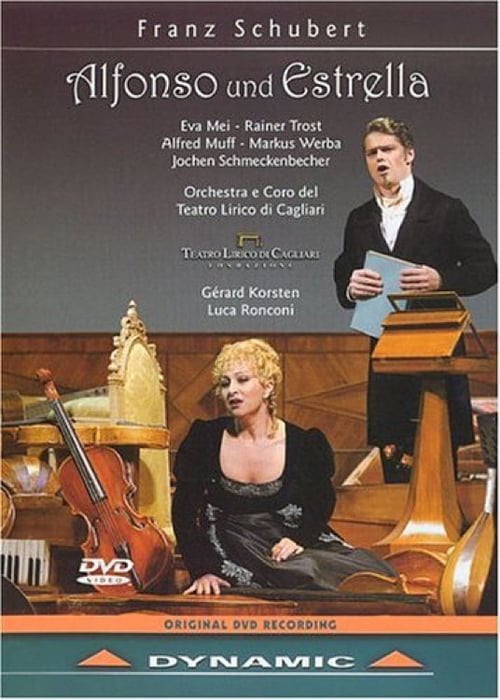 Franz Schubert
Alfonso und Estrella
Eva Mei - Rainer Trost
Alfred Muff - Markus Werba
Jochen Schmeckenbecher
Orchestra e Coro del
Teatro Lirico di Cagliari
TEATRO LIRICO DI CAGLIARI
FONDAZIONE
Gérard Korsten
Luca Ronconi
DVD
VIDEO
ORIGINAL DVD RECORDING
DYNAMIC